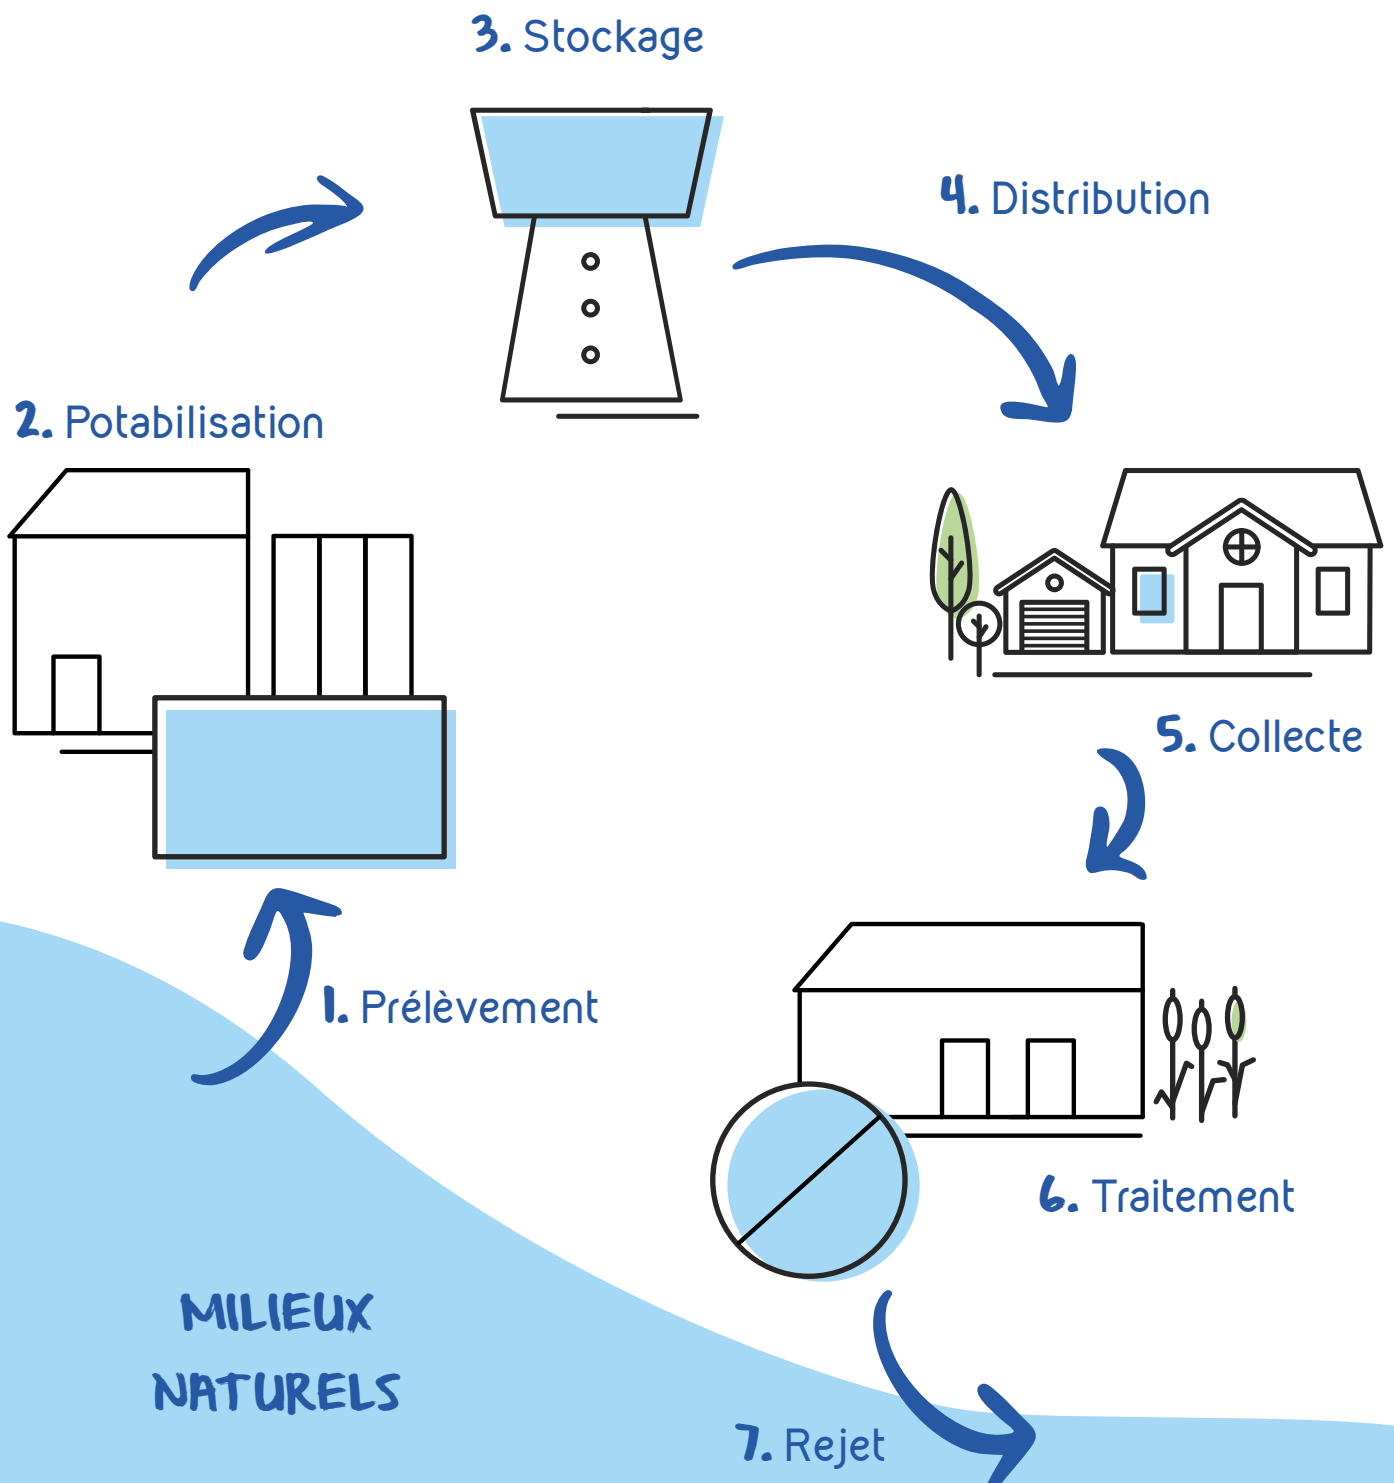 3. Stockage
4. Distribution
2. Potabilisation
5. Collecte
1. Prélèvement
6. Traitement
MILIEUX
NATURELS
7. Rejet